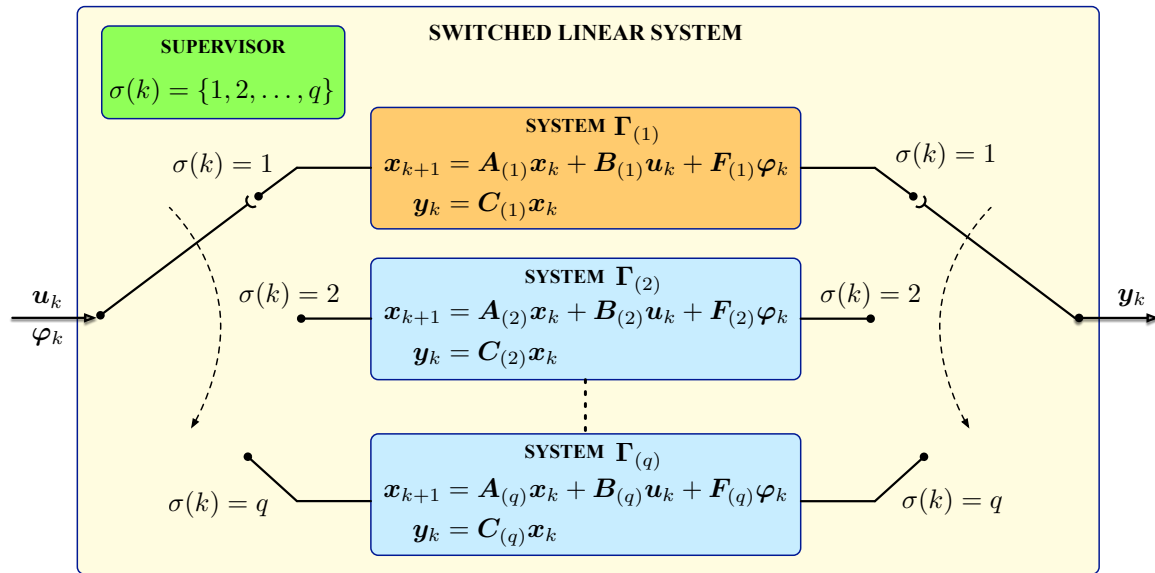 SWITCHED LINEAR SYSTEM
SUPERVISOR
σ(k) = {1, 2, . . . , q}
SYSTEM Γ(1)
x_{k+1} = A(1)x_k + B(1)u_k + F(1)φ_k
y_k = C(1)x_k
σ(k) = 1
σ(k) = 1
SYSTEM Γ(2)
x_{k+1} = A(2)x_k + B(2)u_k + F(2)φ_k
y_k = C(2)x_k
σ(k) = 2
σ(k) = 2
u_k
φ_k
y_k
SYSTEM Γ(q)
x_{k+1} = A(q)x_k + B(q)u_k + F(q)φ_k
y_k = C(q)x_k
σ(k) = q
σ(k) = q